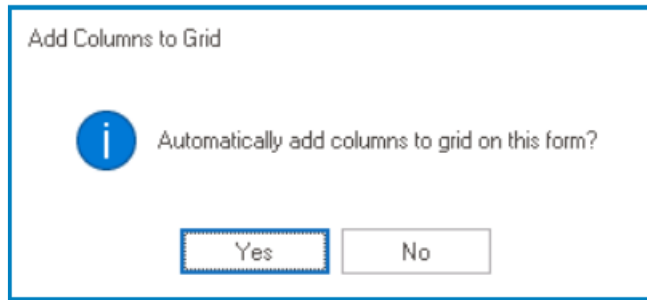 Add Columns to Grid
Automatically add columns to grid on this form?
Yes
No